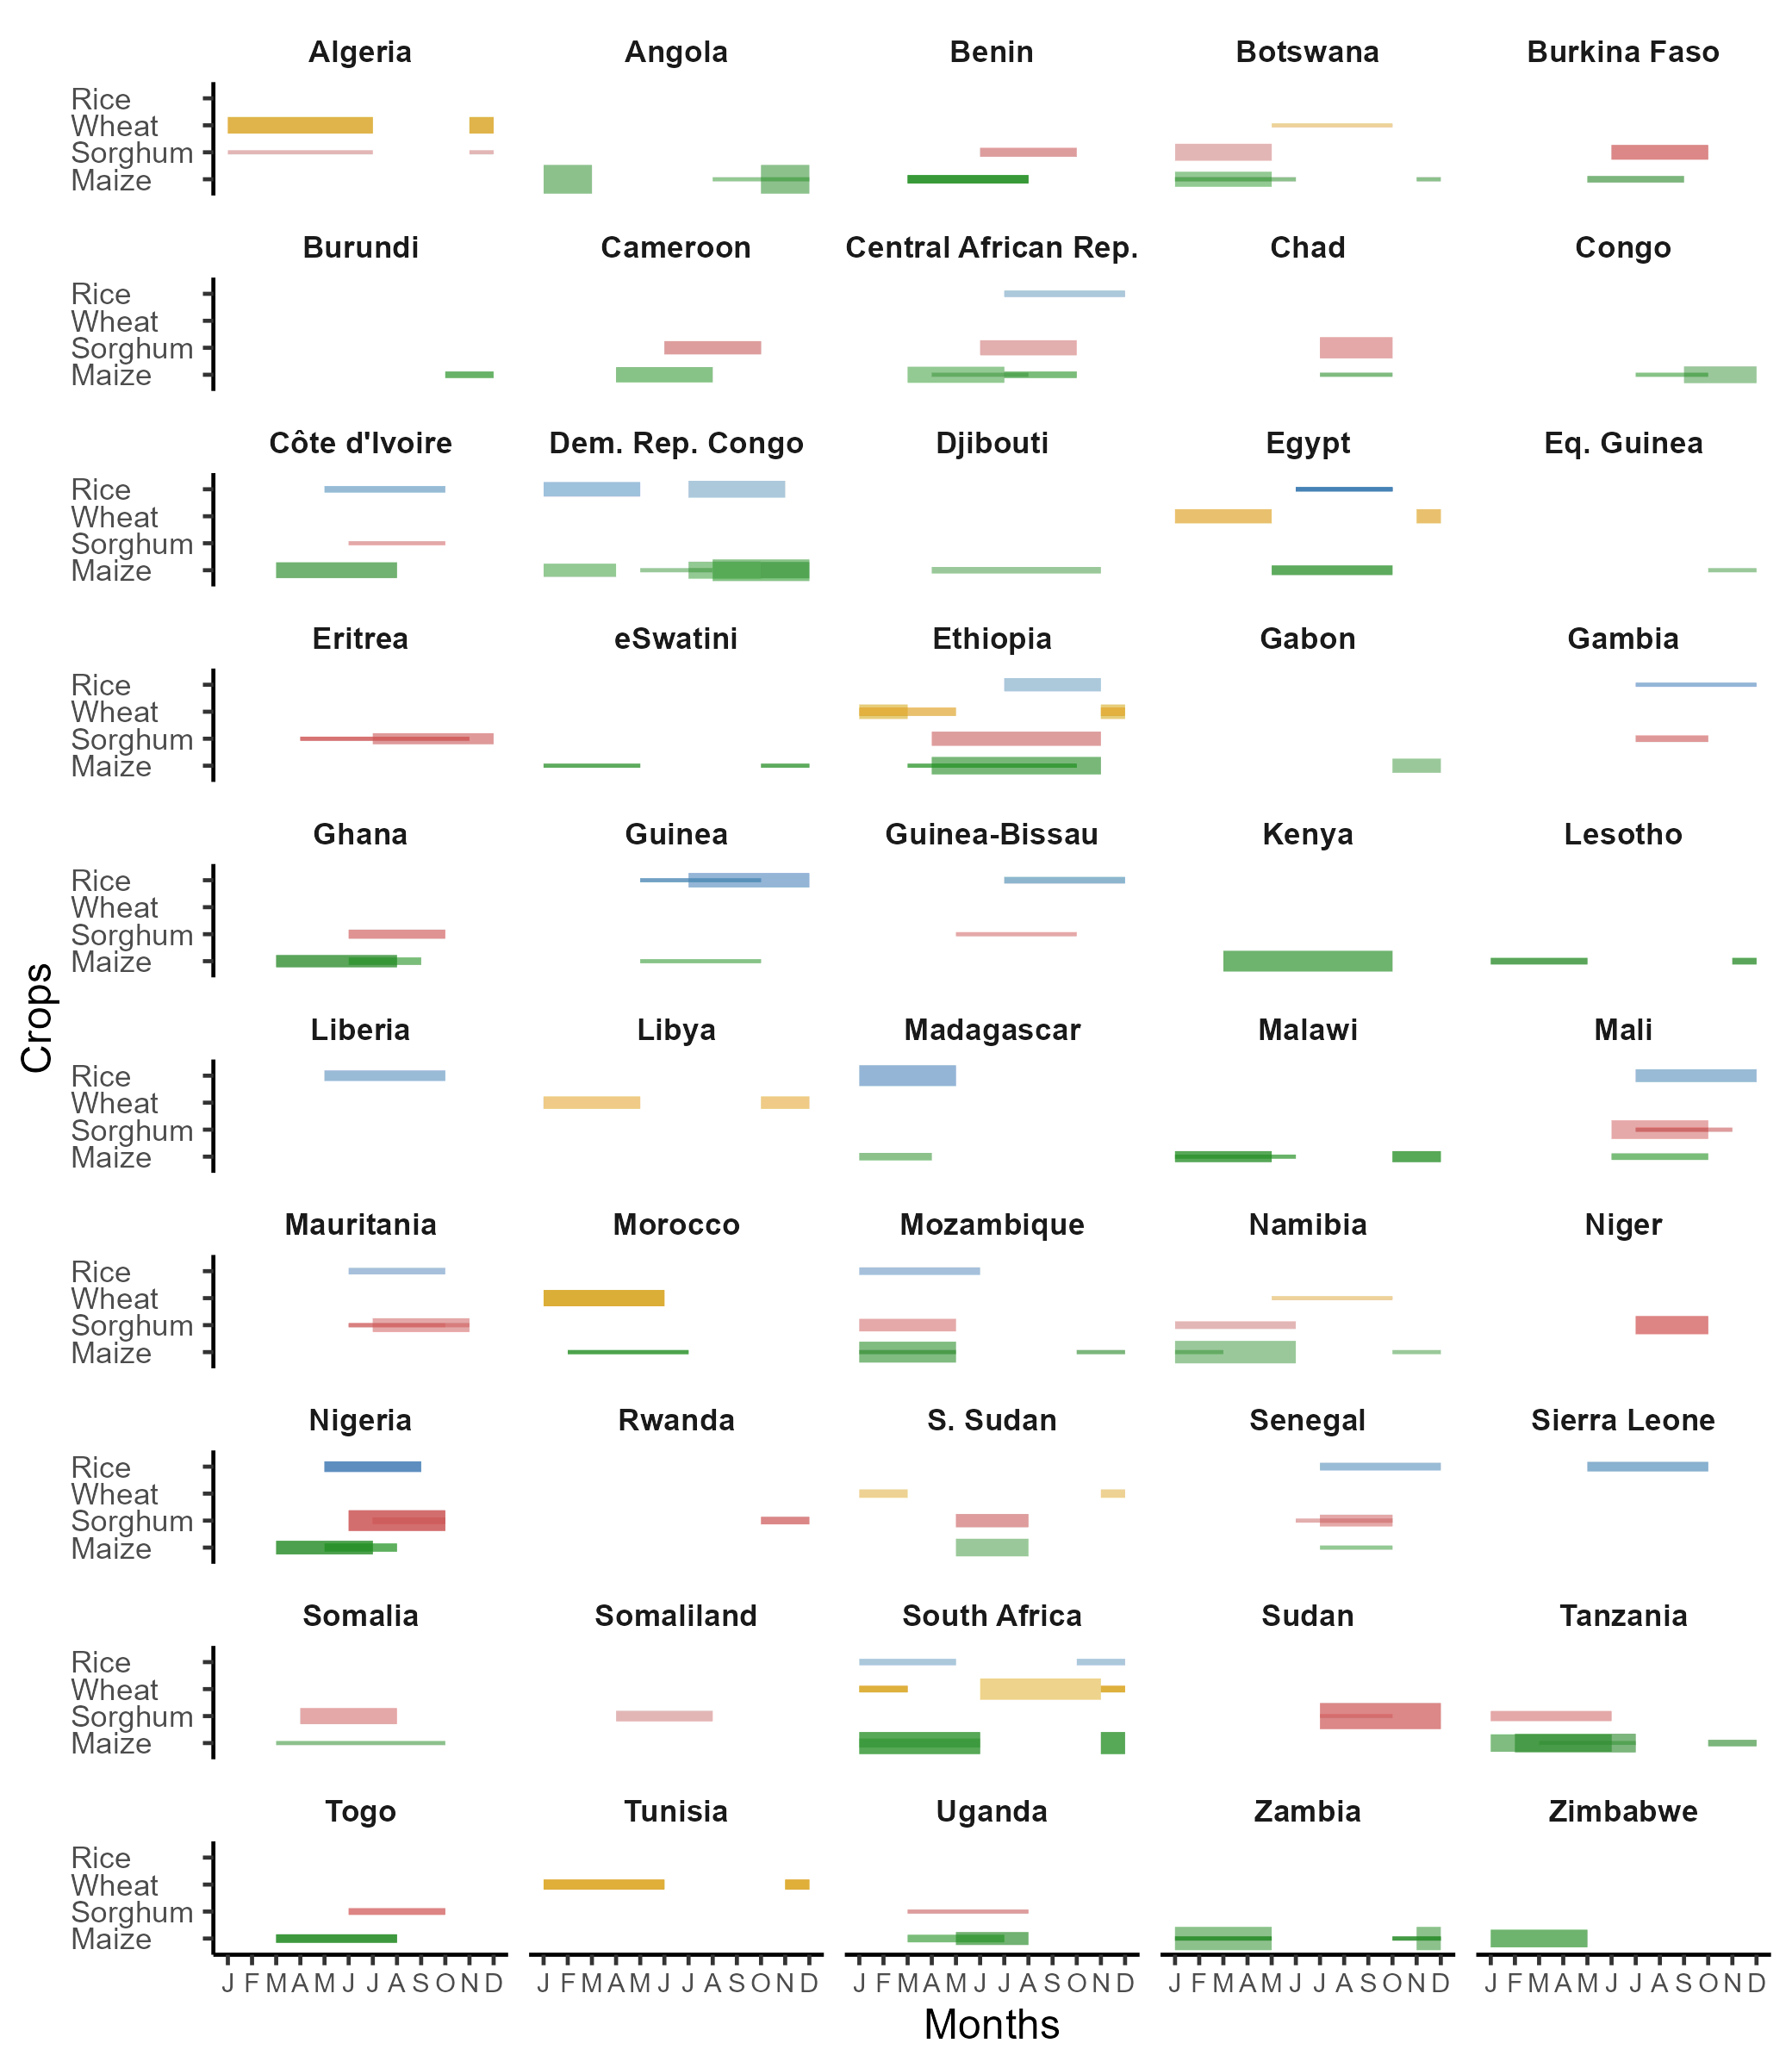 Algeria Angola Benin Botswana Burkina Faso
Rice
Wheat
Sorghum
Maize
Burundi Cameroon Central African Rep. Chad Congo
Rice
Wheat
Sorghum
Maize
Côte d'Ivoire Dem. Rep. Congo Djibouti Egypt Eq. Guinea
Rice
Wheat
Sorghum
Maize
Eritrea eSwatini Ethiopia Gabon Gambia
Rice
Wheat
Sorghum
Maize
Ghana Guinea Guinea-Bissau Kenya Lesotho
Rice
Wheat
Sorghum
Maize
Crops
Liberia Libya Madagascar Malawi Mali
Rice
Wheat
Sorghum
Maize
Mauritania Morocco Mozambique Namibia Niger
Rice
Wheat
Sorghum
Maize
Nigeria Rwanda S. Sudan Senegal Sierra Leone
Rice
Wheat
Sorghum
Maize
Somalia Somaliland South Africa Sudan Tanzania
Rice
Wheat
Sorghum
Maize
Togo Tunisia Uganda Zambia Zimbabwe
Rice
Wheat
Sorghum
Maize
J F M A M J J A S O N D J F M A M J J A S O N D J F M A M J J A S O N D J F M A M J J A S O N D J F M A M J J A S O N D
Months